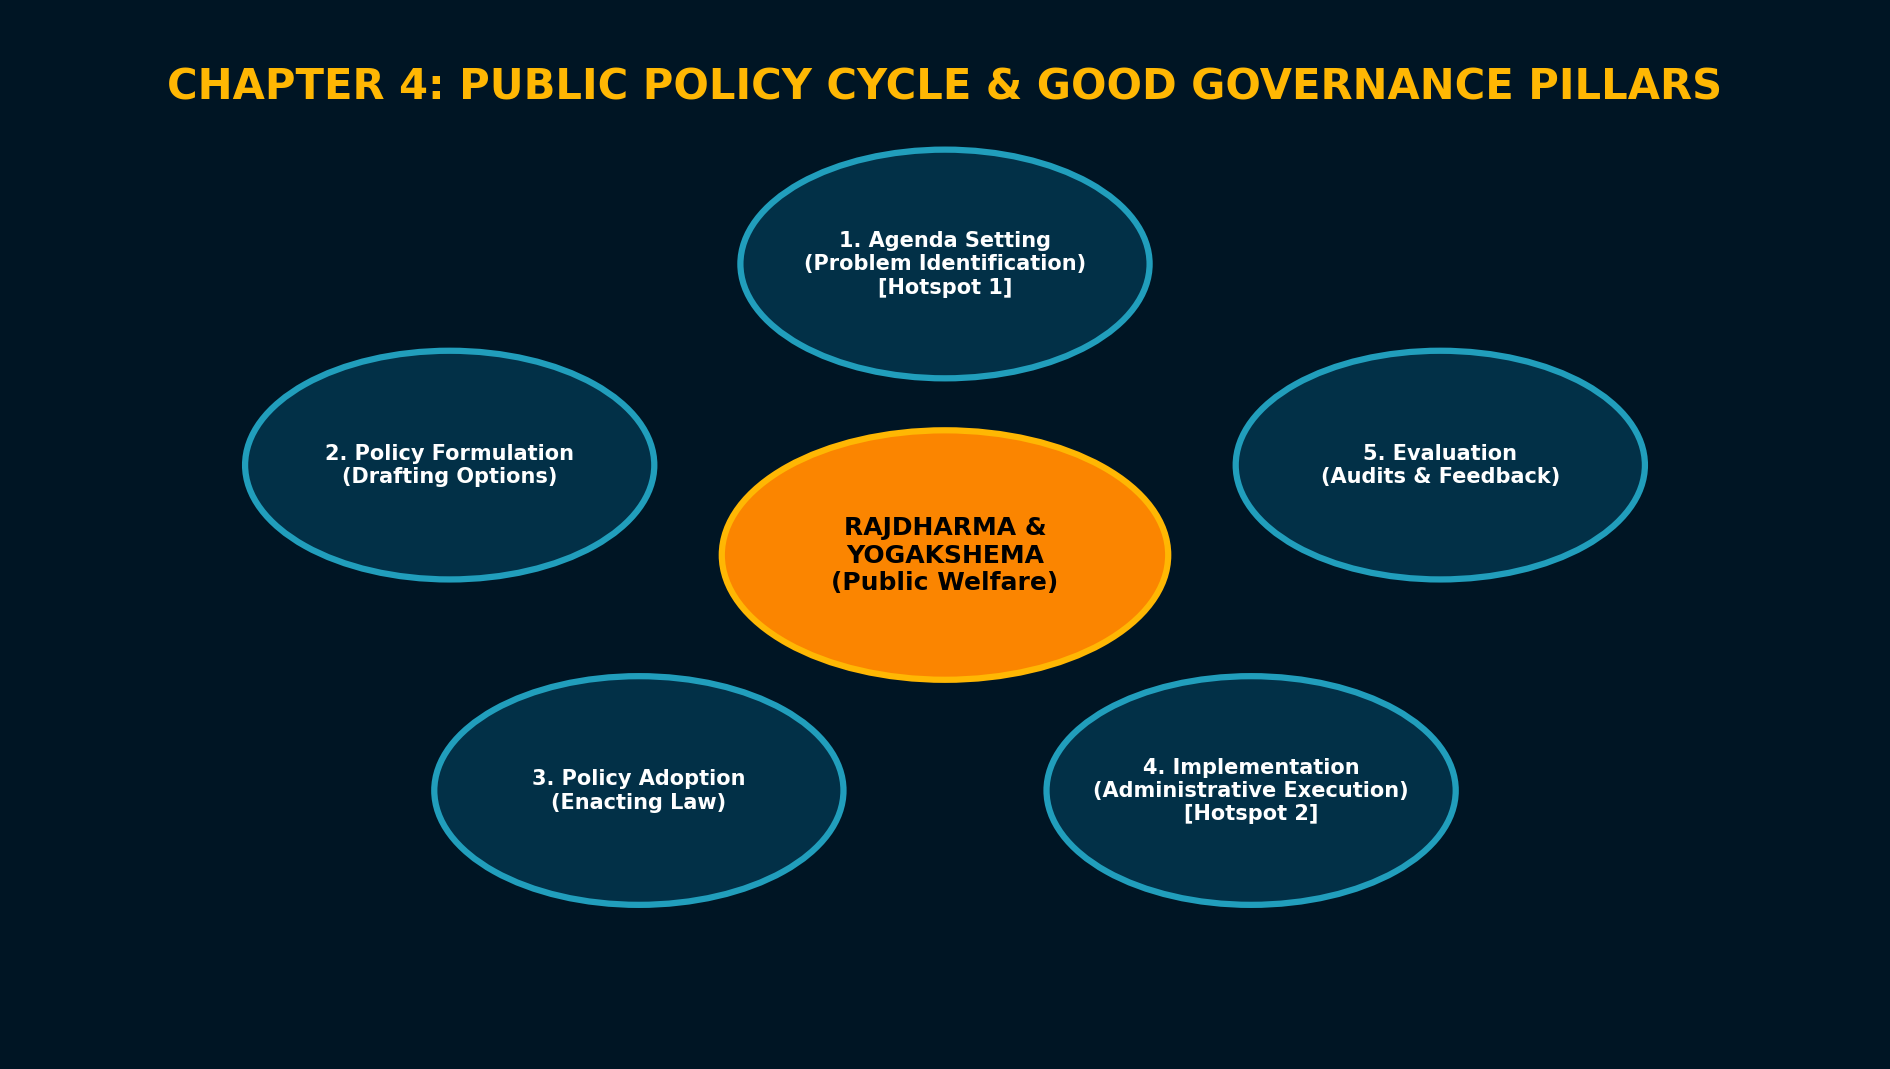 CHAPTER 4: PUBLIC POLICY CYCLE & GOOD GOVERNANCE PILLARS
1. Agenda Setting
(Problem Identification)
[Hotspot 1]
2. Policy Formulation
(Drafting Options)
5. Evaluation
(Audits & Feedback)
RAJDHARMA &
YOGAKSHEMA
(Public Welfare)
3. Policy Adoption
(Enacting Law)
4. Implementation
(Administrative Execution)
[Hotspot 2]